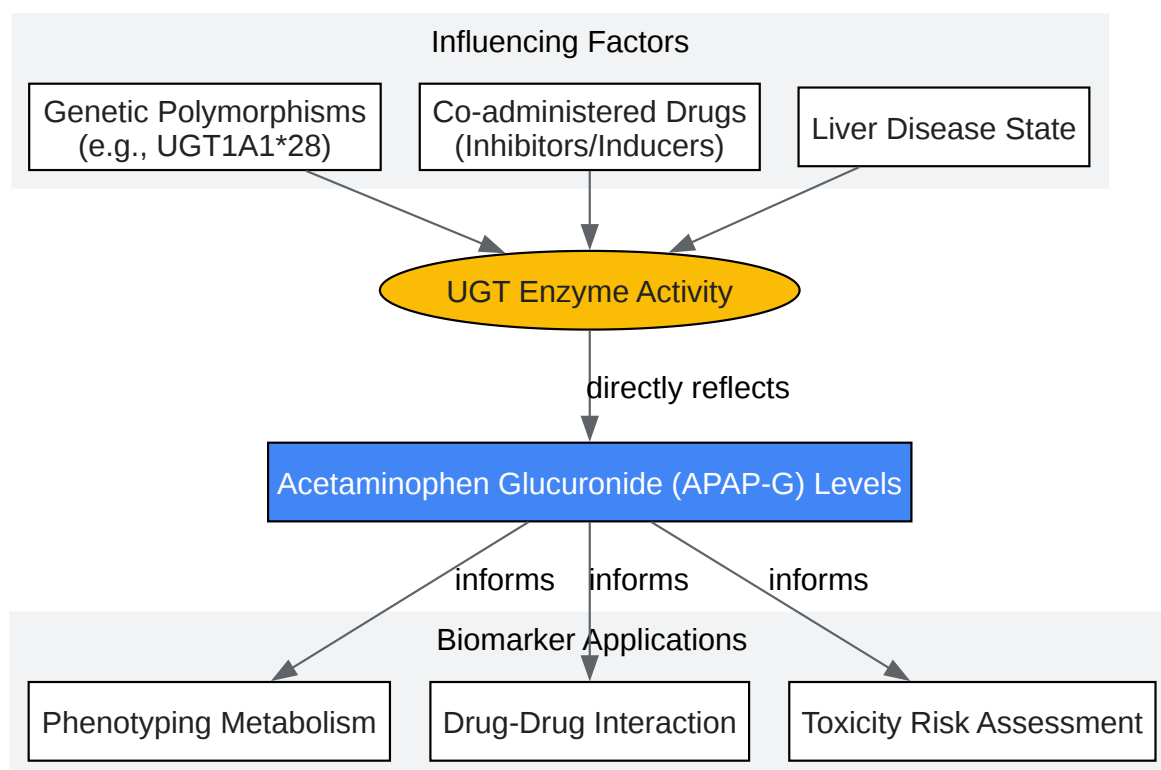 Influencing Factors
Genetic Polymorphisms
(e.g., UGT1A1*28)
Co-administered Drugs
(Inhibitors/Inducers)
Liver Disease State
UGT Enzyme Activity
directly reflects
Acetaminophen Glucuronide (APAP-G) Levels
informs
informs
informs
Biomarker Applications
Phenotyping Metabolism
Drug-Drug Interaction
Toxicity Risk Assessment